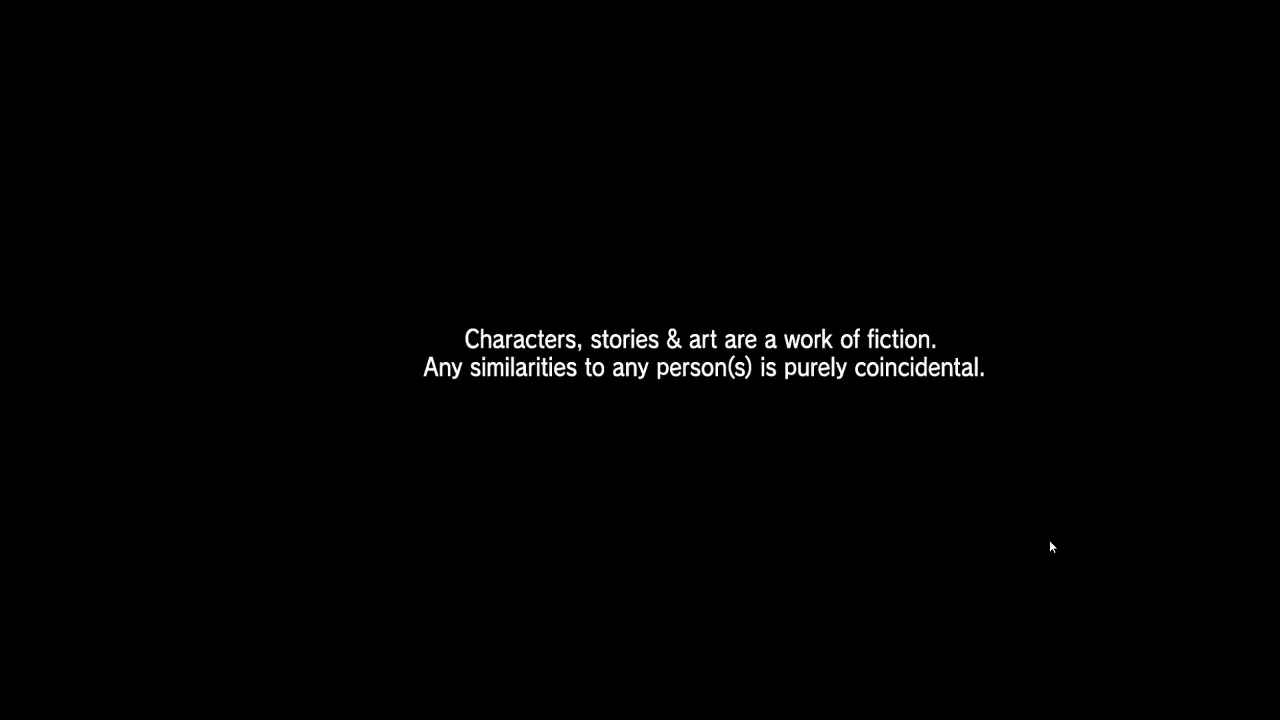 Characters, stories & art are a work of fiction.
Any similarities to any person(s) is purely coincidental.